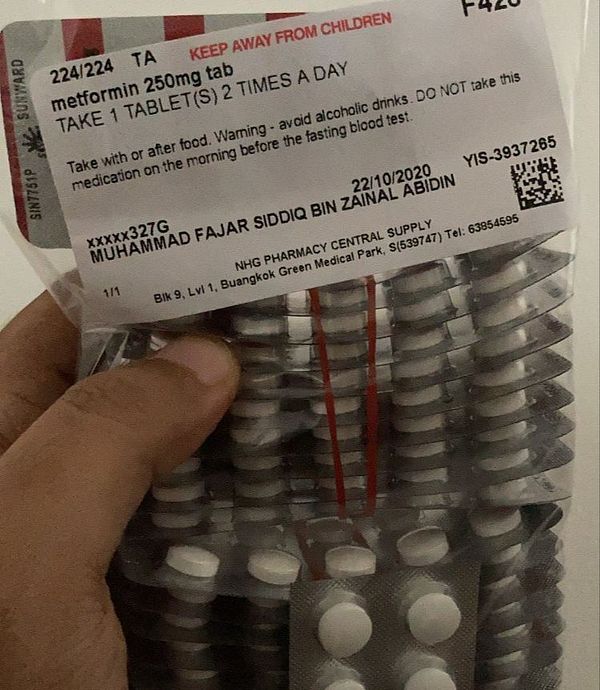 F420
224/224 TA KEEP AWAY FROM CHILDREN
metformin 250mg tab
TAKE 1 TABLET(S) 2 TIMES A DAY
Take with or after food. Warning - avoid alcoholic drinks. DO NOT take this
medication on the morning before the fasting blood test.
xxxxx327G 22/10/2020 YIS-3937265
MUHAMMAD FAJAR SIDDIQ BIN ZAINAL ABIDIN
NHG PHARMACY CENTRAL SUPPLY
1/1 Blk 9, Lvl 1, Buangkok Green Medical Park, S(539747) Tel: 63854595
SUNWARD
SIN7751P